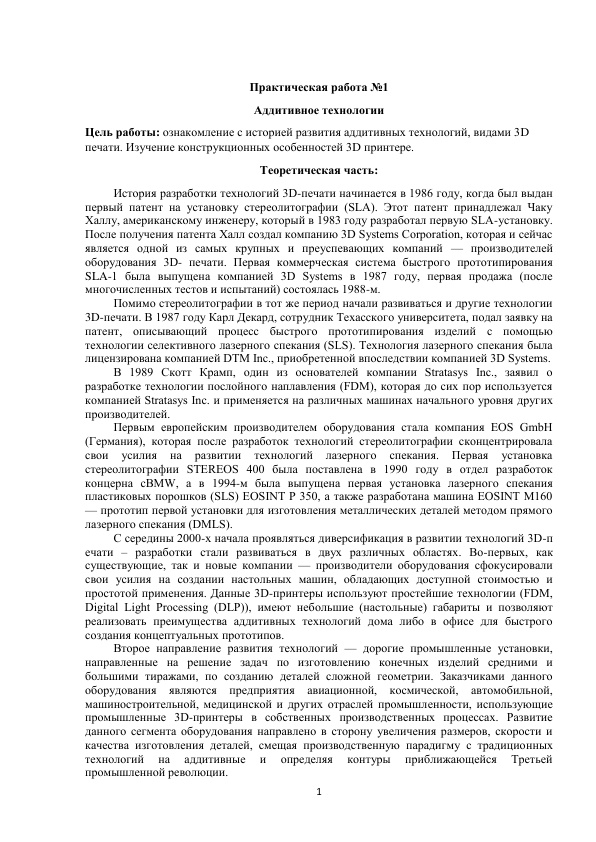 Практическая работа №1
Аддитивное технологии
Цель работы: ознакомление с историей развития аддитивных технологий, видами 3D
печати. Изучение конструкционных особенностей 3D принтере.
Теоретическая часть:
История разработки технологий 3D-печати начинается в 1986 году, когда был выдан
первый патент на установку стереолитографии (SLA). Этот патент принадлежал Чаку
Халлу, американскому инженеру, который в 1983 году разработал первую SLA-установку.
После получения патента Халл создал компанию 3D Systems Corporation, которая и сейчас
является одной из самых крупных и преуспевающих компаний — производителей
оборудования 3D- печати. Первая коммерческая система быстрого прототипирования
SLA-1 была выпущена компанией 3D Systems в 1987 году, первая продажа (после
многочисленных тестов и испытаний) состоялась 1988-м.
Помимо стереолитографии в тот же период начали развиваться и другие технологии
3D-печати. В 1987 году Карл Декард, сотрудник Техасского университета, подал заявку на
патент, описывающий процесс быстрого прототипирования изделий с помощью
технологии селективного лазерного спекания (SLS). Технология лазерного спекания была
лицензирована компанией DTM Inc., приобретенной впоследствии компанией 3D Systems.
В 1989 Скотт Крамп, один из основателей компании Stratasys Inc., заявил о
разработке технологии послойного наплавления (FDM), которая до сих пор используется
компанией Stratasys Inc. и применяется на различных машинах начального уровня других
производителей.
Первым европейским производителем оборудования стала компания EOS GmbH
(Германия), которая после разработок технологий стереолитографии сконцентрировала
свои усилия на развитии технологий лазерного спекания. Первая установка
стереолитографии STEREOS 400 была поставлена в 1990 году в отдел разработок
концерна сBMW, а в 1994-м была выпущена первая установка лазерного спекания
пластиковых порошков (SLS) EOSINT P 350, а также разработана машина EOSINT M160
— прототип первой установки для изготовления металлических деталей методом прямого
лазерного спекания (DMLS).
С середины 2000-х начала проявляться диверсификация в развитии технологий 3D-п
ечати – разработки стали развиваться в двух различных областях. Во-первых, как
существующие, так и новые компании — производители оборудования сфокусировали
свои усилия на создании настольных машин, обладающих доступной стоимостью и
простотой применения. Данные 3D-принтеры используют простейшие технологии (FDM,
Digital Light Processing (DLP)), имеют небольшие (настольные) габариты и позволяют
реализовать преимущества аддитивных технологий дома либо в офисе для быстрого
создания концептуальных прототипов.
Второе направление развития технологий — дорогие промышленные установки,
направленные на решение задач по изготовлению конечных изделий средними и
большими тиражами, по созданию деталей сложной геометрии. Заказчиками данного
оборудования являются предприятия авиационной, космической, автомобильной,
машиностроительной, медицинской и других отраслей промышленности, использующие
промышленные 3D-принтеры в собственных производственных процессах. Развитие
данного сегмента оборудования направлено в сторону увеличения размеров, скорости и
качества изготовления деталей, смещая производственную парадигму с традиционных
технологий на аддитивные и определяя контуры приближающейся Третьей
промышленной революции.
1